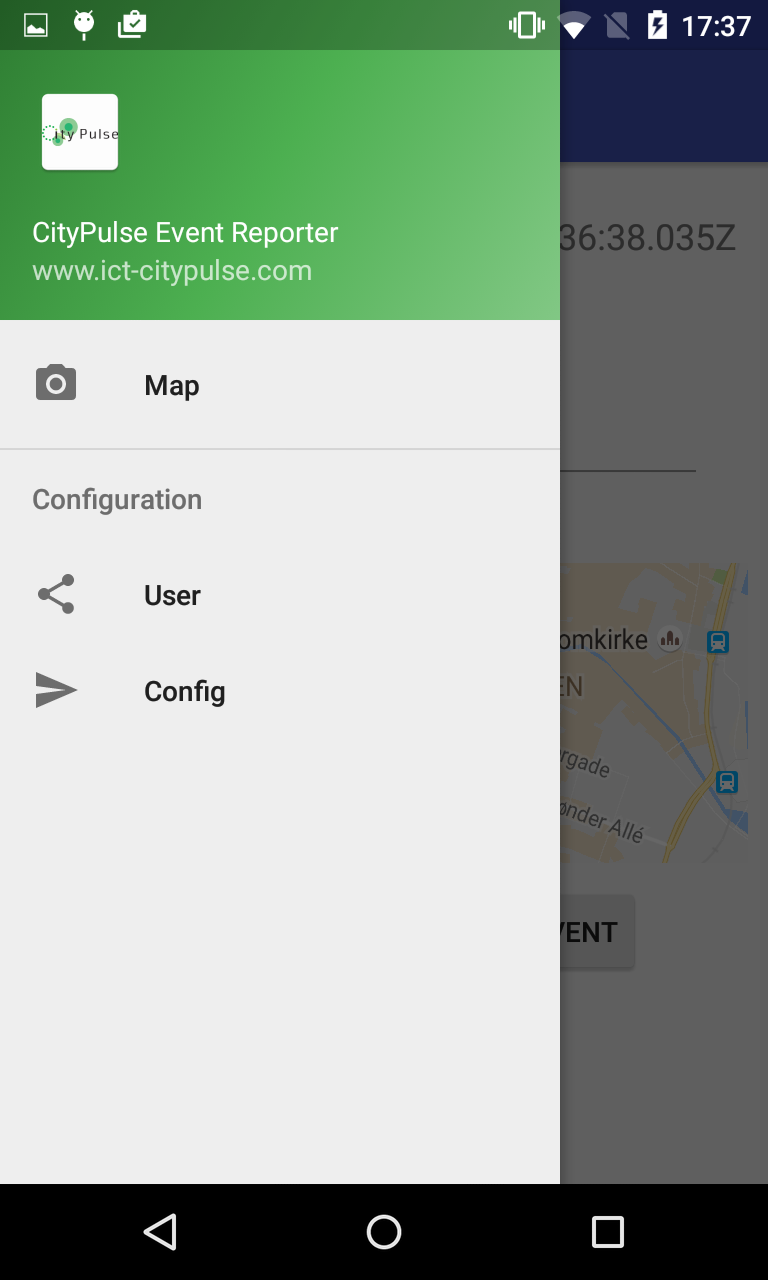 17:37
ity Pulse
CityPulse Event Reporter
www.ict-citypulse.com
36:38.035Z
Map
Configuration
User
Config
omkirke
EN
ergade
ønder Allé
VENT